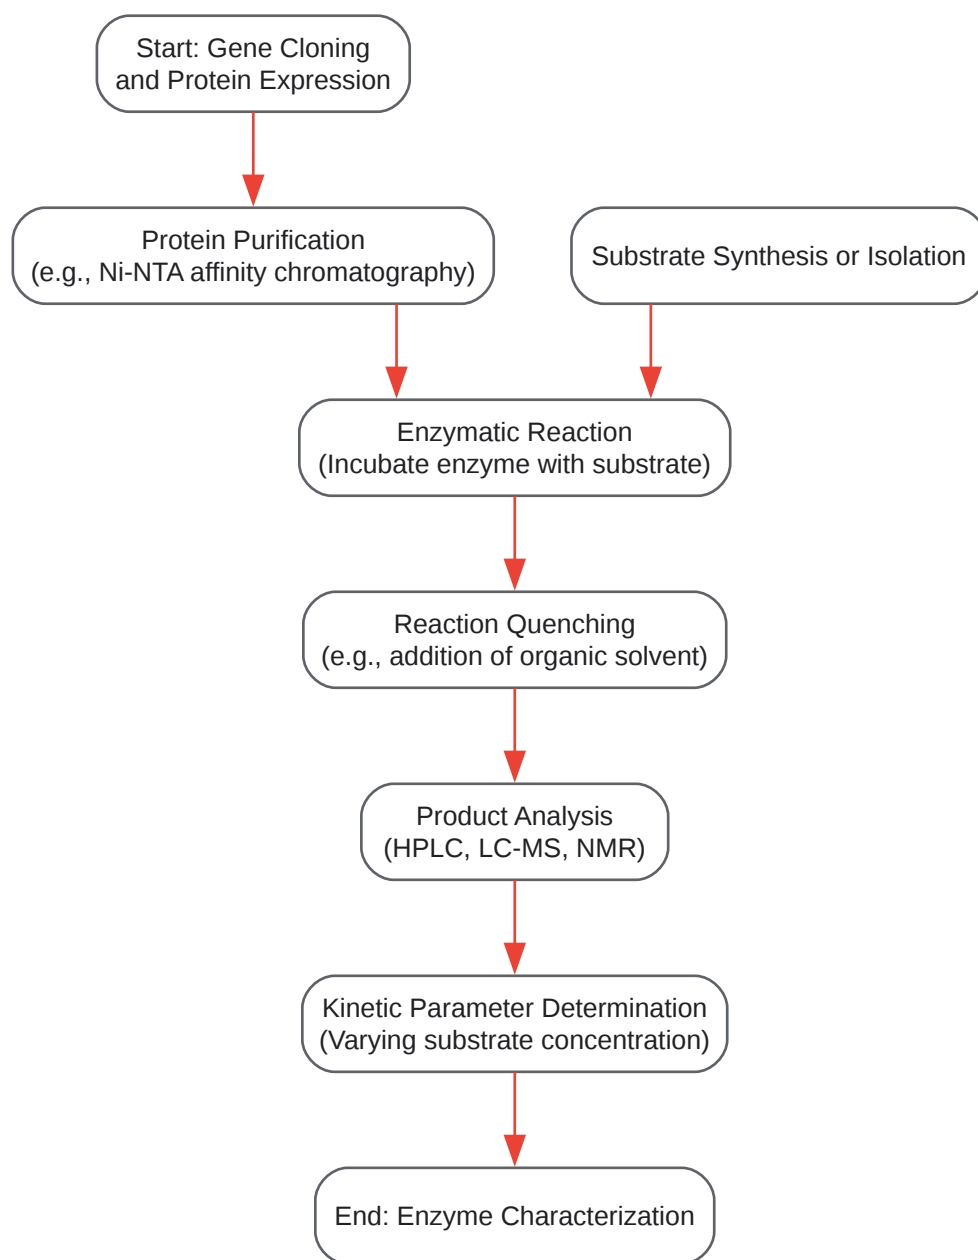 Start: Gene Cloning
and Protein Expression
Protein Purification
(e.g., Ni-NTA affinity chromatography)
Substrate Synthesis or Isolation
Enzymatic Reaction
(Incubate enzyme with substrate)
Reaction Quenching
(e.g., addition of organic solvent)
Product Analysis
(HPLC, LC-MS, NMR)
Kinetic Parameter Determination
(Varying substrate concentration)
End: Enzyme Characterization